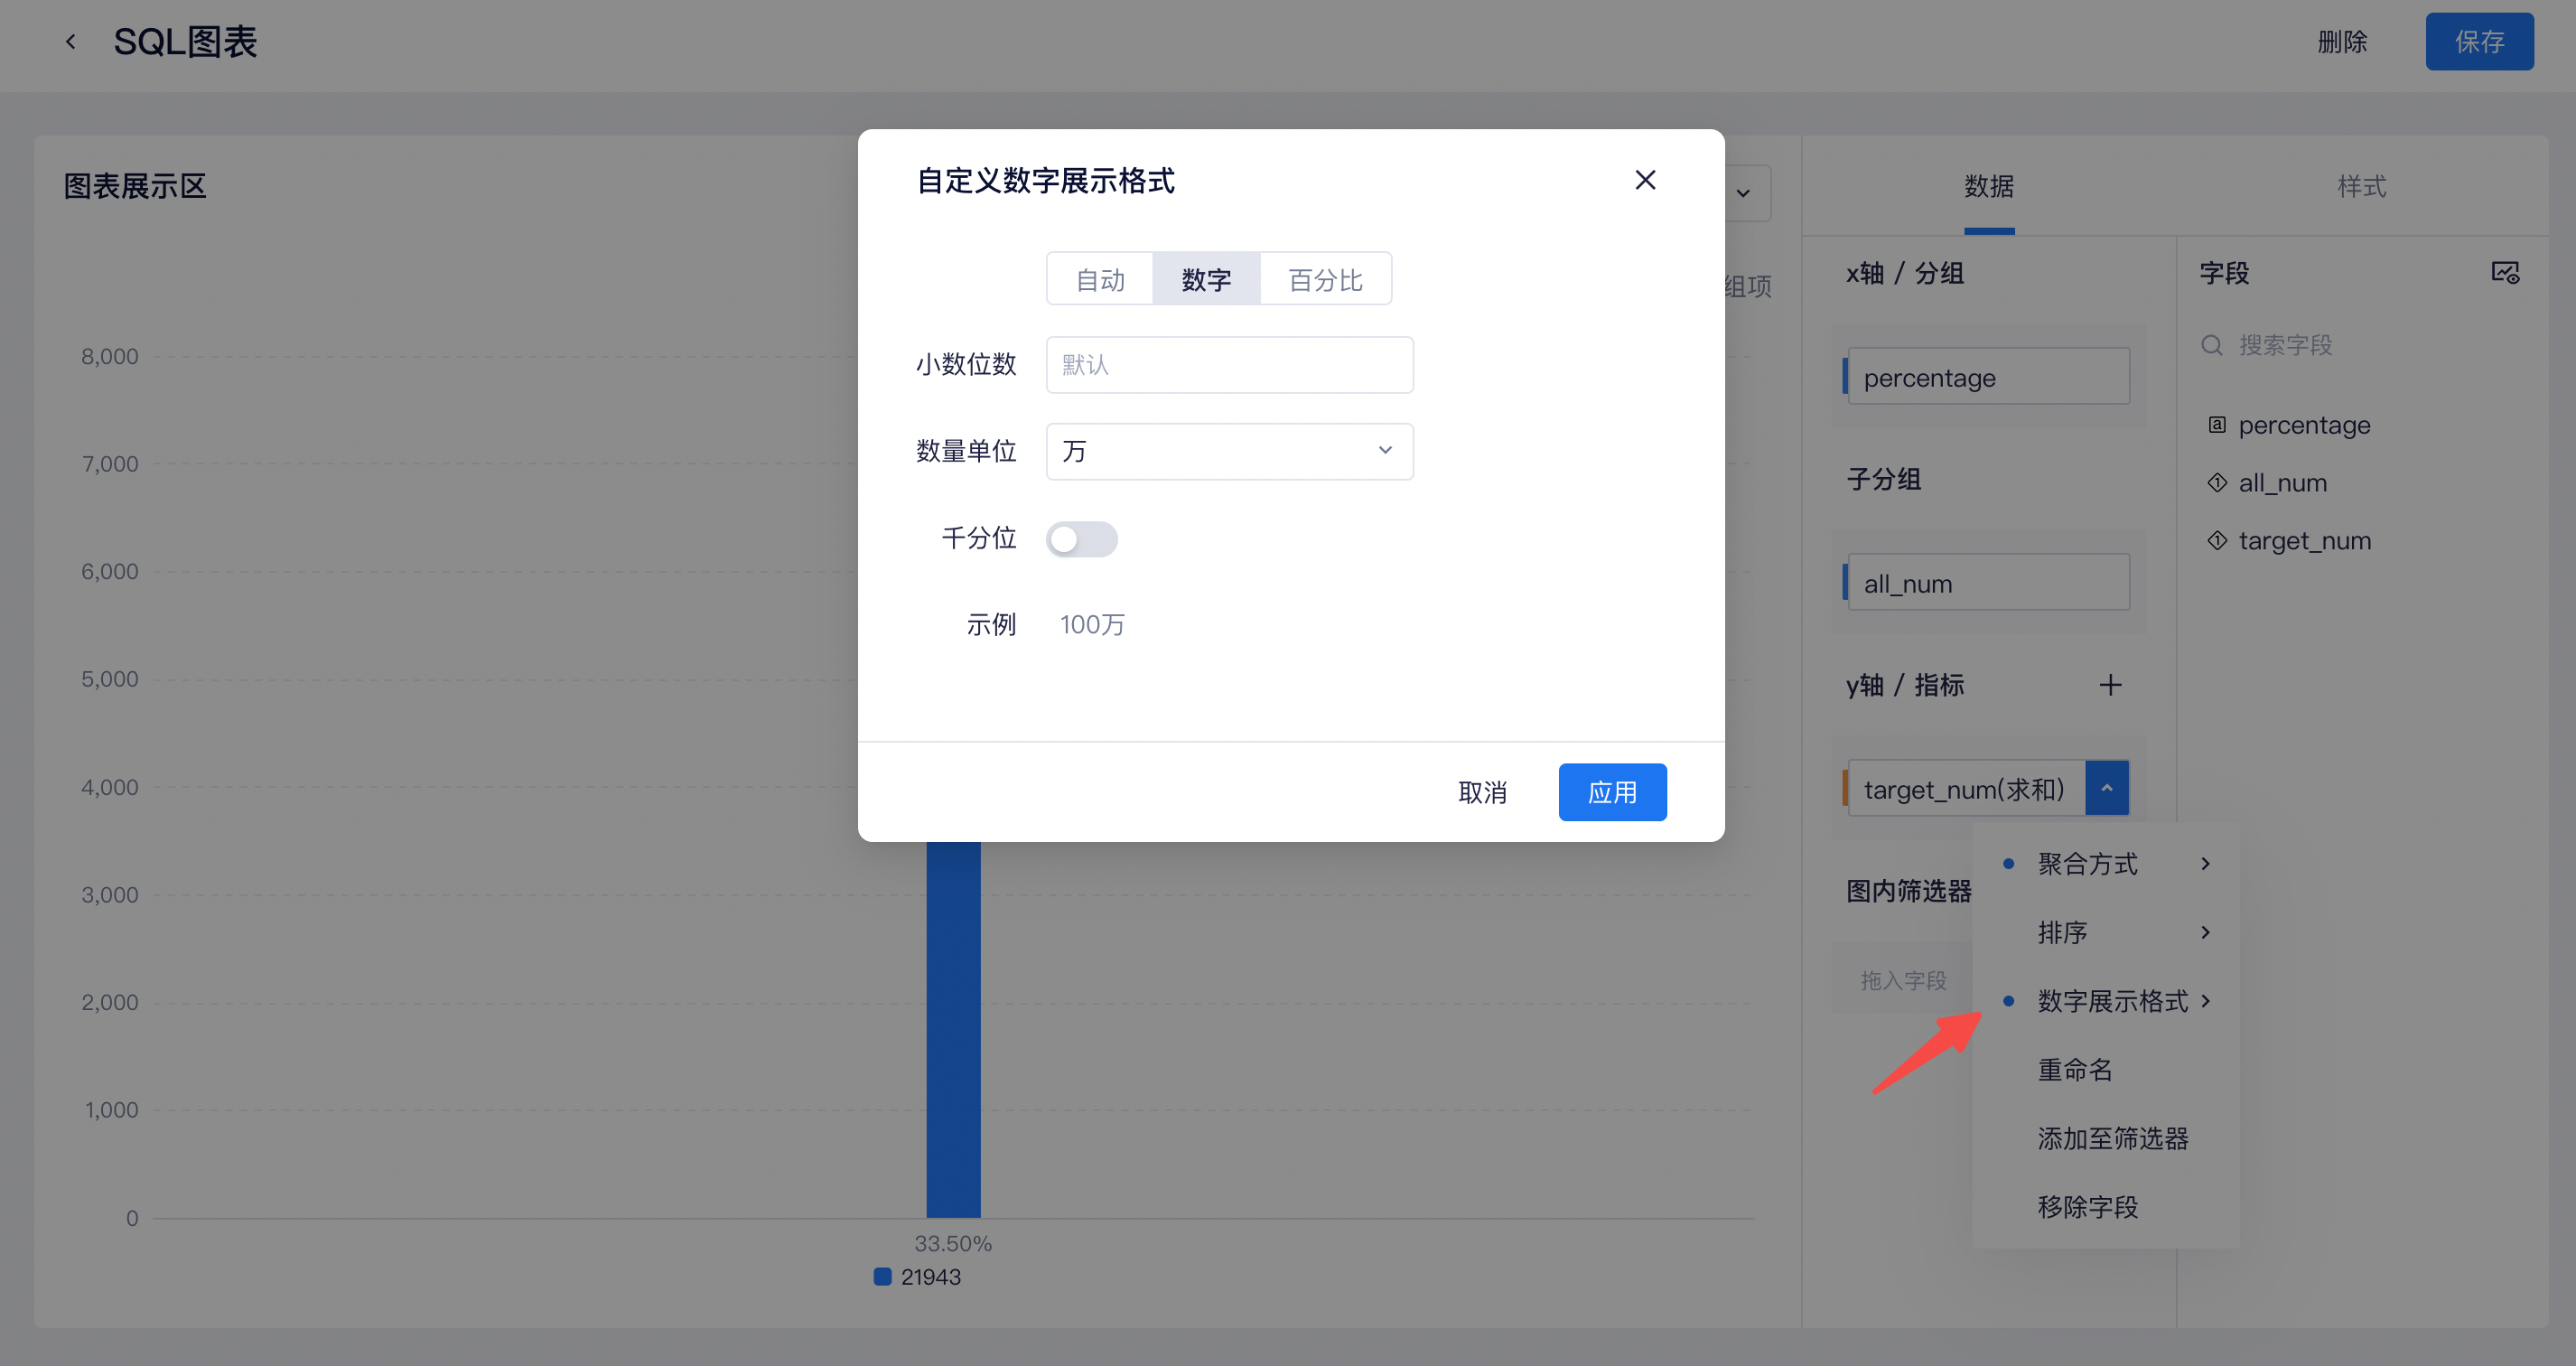 SQL图表
删除
保存
图表展示区
组项
8,000
7,000
6,000
5,000
4,000
3,000
2,000
1,000
0
33.50%
21943
自定义数字展示格式
自动
数字
百分比
小数位数
默认
数量单位
万
千分位
示例
100万
取消
应用
数据
样式
x轴 / 分组
percentage
子分组
all_num
y轴 / 指标
target_num(求和)
图内筛选器
拖入字段
聚合方式
排序
数字展示格式
重命名
添加至筛选器
移除字段
字段
搜索字段
percentage
all_num
target_num